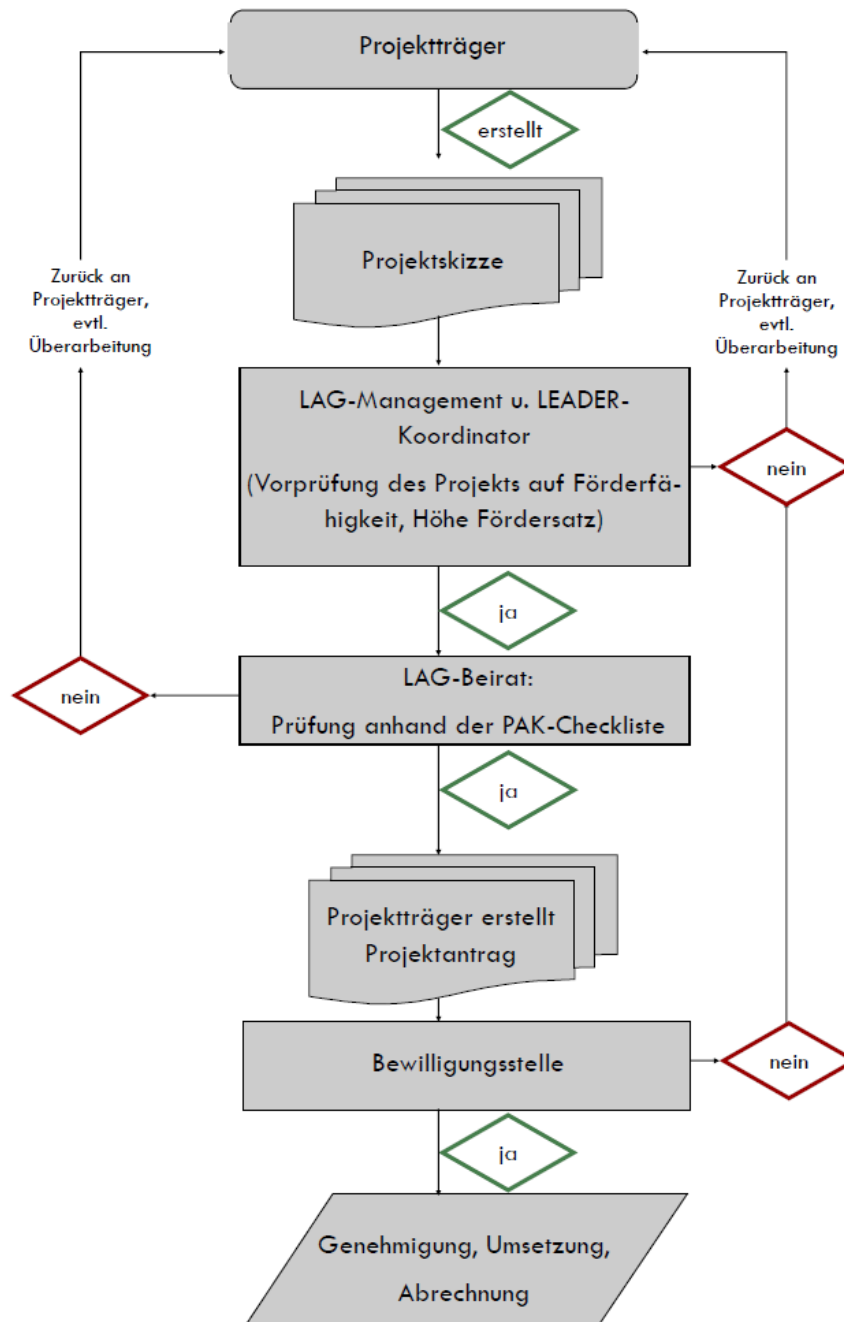 Projektträger
erstellt
Projektskizze
Zurück an
Projektträger,
evtl.
Überarbeitung
Zurück an
Projektträger,
evtl.
Überarbeitung
LAG-Management u. LEADER-
Koordinator
(Vorprüfung des Projekts auf Förderfä-
higkeit, Höhe Fördersatz)
nein
ja
nein
LAG-Beirat:
Prüfung anhand der PAK-Checkliste
ja
Projektträger erstellt
Projektantrag
Bewilligungsstelle
nein
ja
Genehmigung, Umsetzung,
Abrechnung